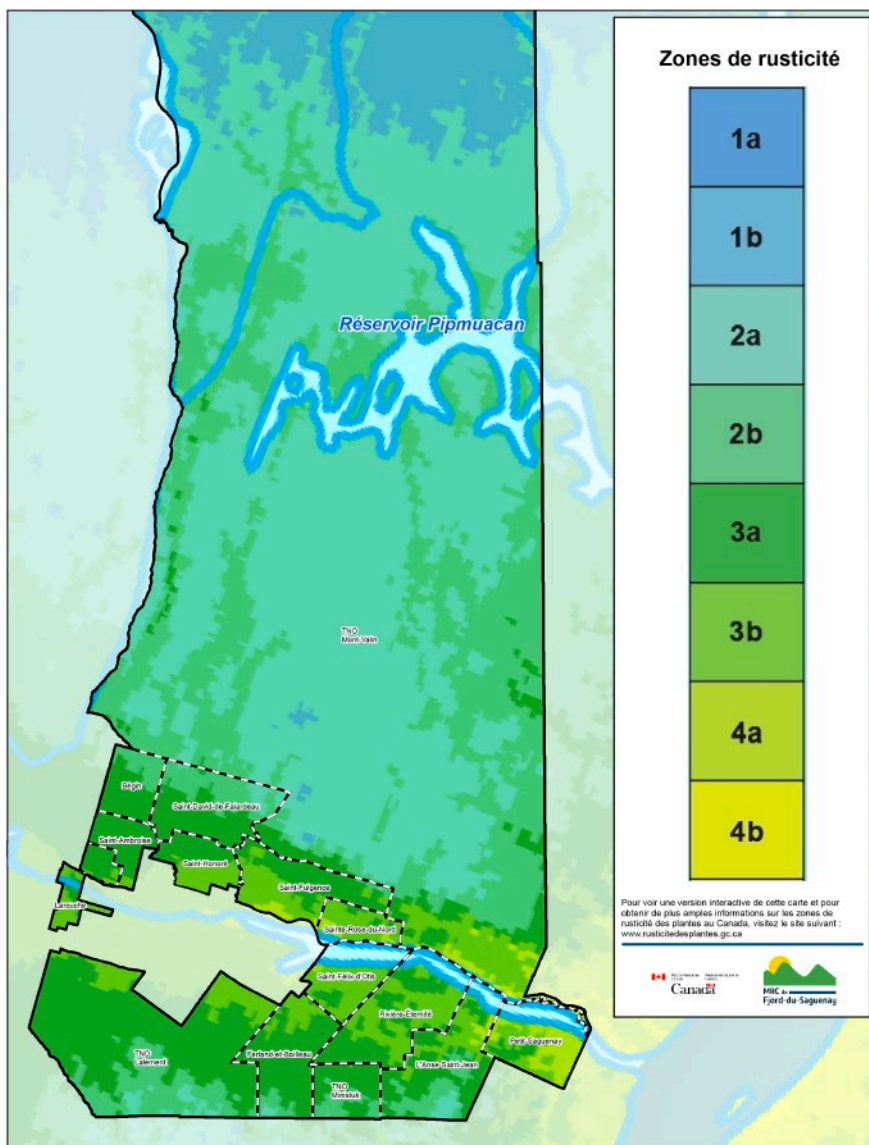 Zones de rusticité
1a
1b
2a
2b
3a
3b
4a
4b
Réservoir Pipmuacan
TNO
Mont-Valin
Bégin
Saint-David-de-Falardeau
Saint-Ambroise
Saint-Honoré
Larouche
Saint-Fulgence
Sainte-Rose-du-Nord
Saint-Félix-d'Otis
Rivière-Éternité
Ferland-et-Boilleau
TNO
Lalemant
TNO
Ministuk
L'Anse-Saint-Jean
Petit-Saguenay
Pour voir une version interactive de cette carte et pour
obtenir de plus amples informations sur les zones de
rusticité des plantes au Canada, visitez le site suivant :
www.rusticitedesplantes.gc.ca
Canada
MRC du
Fjord-du-Saguenay